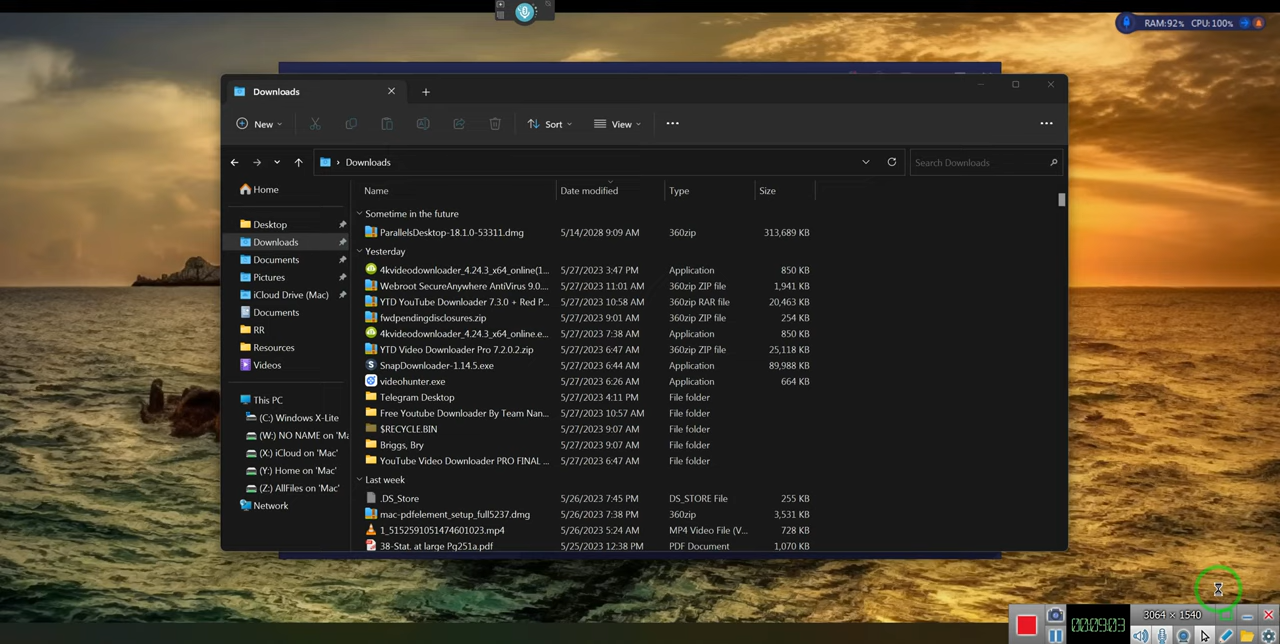 RAM:92% CPU:100%
Downloads
New
Sort
View
Downloads
Search Downloads
Home
Desktop
Downloads
Documents
Pictures
iCloud Drive (Mac)
Documents
RR
Resources
Videos
This PC
(C:) Windows X-Lite
(W:) NO NAME on 'Ma
(X:) iCloud on 'Mac'
(Y:) Home on 'Mac'
(Z:) AllFiles on 'Mac'
Network
Name Date modified Type Size
Sometime in the future
ParallelsDesktop-18.1.0-53311.dmg 5/14/2028 9:09 AM 360zip 313,689 KB
Yesterday
4kvideodownloader_4.24.3_x64_online(1... 5/27/2023 3:47 PM Application 850 KB
Webroot SecureAnywhere AntiVirus 9.0.... 5/27/2023 11:01 AM 360zip ZIP file 1,941 KB
YTD YouTube Downloader 7.3.0 + Red P... 5/27/2023 10:58 AM 360zip RAR file 20,463 KB
fwdpendingdisclosures.zip 5/27/2023 9:01 AM 360zip ZIP file 254 KB
4kvideodownloader_4.24.3_x64_online.e... 5/27/2023 7:38 AM Application 850 KB
YTD Video Downloader Pro 7.2.0.2.zip 5/27/2023 6:47 AM 360zip ZIP file 25,118 KB
SnapDownloader-1.14.5.exe 5/27/2023 6:44 AM Application 89,988 KB
videohunter.exe 5/27/2023 6:26 AM Application 664 KB
Telegram Desktop 5/27/2023 4:11 PM File folder
Free Youtube Downloader By Team Nan... 5/27/2023 10:57 AM File folder
$RECYCLE.BIN 5/27/2023 9:07 AM File folder
Briggs, Bry 5/27/2023 9:07 AM File folder
YouTube Video Downloader PRO FINAL ... 5/27/2023 6:47 AM File folder
Last week
.DS_Store 5/26/2023 7:45 PM DS_STORE File 255 KB
mac-pdfelement_setup_full5237.dmg 5/26/2023 7:38 PM 360zip 3,531 KB
1_5152591051474601023.mp4 5/26/2023 5:24 AM MP4 Video File (V... 728 KB
38-Stat. at large Pg251a.pdf 5/25/2023 12:38 PM PDF Document 1,070 KB
3064 × 1540
00:09:03